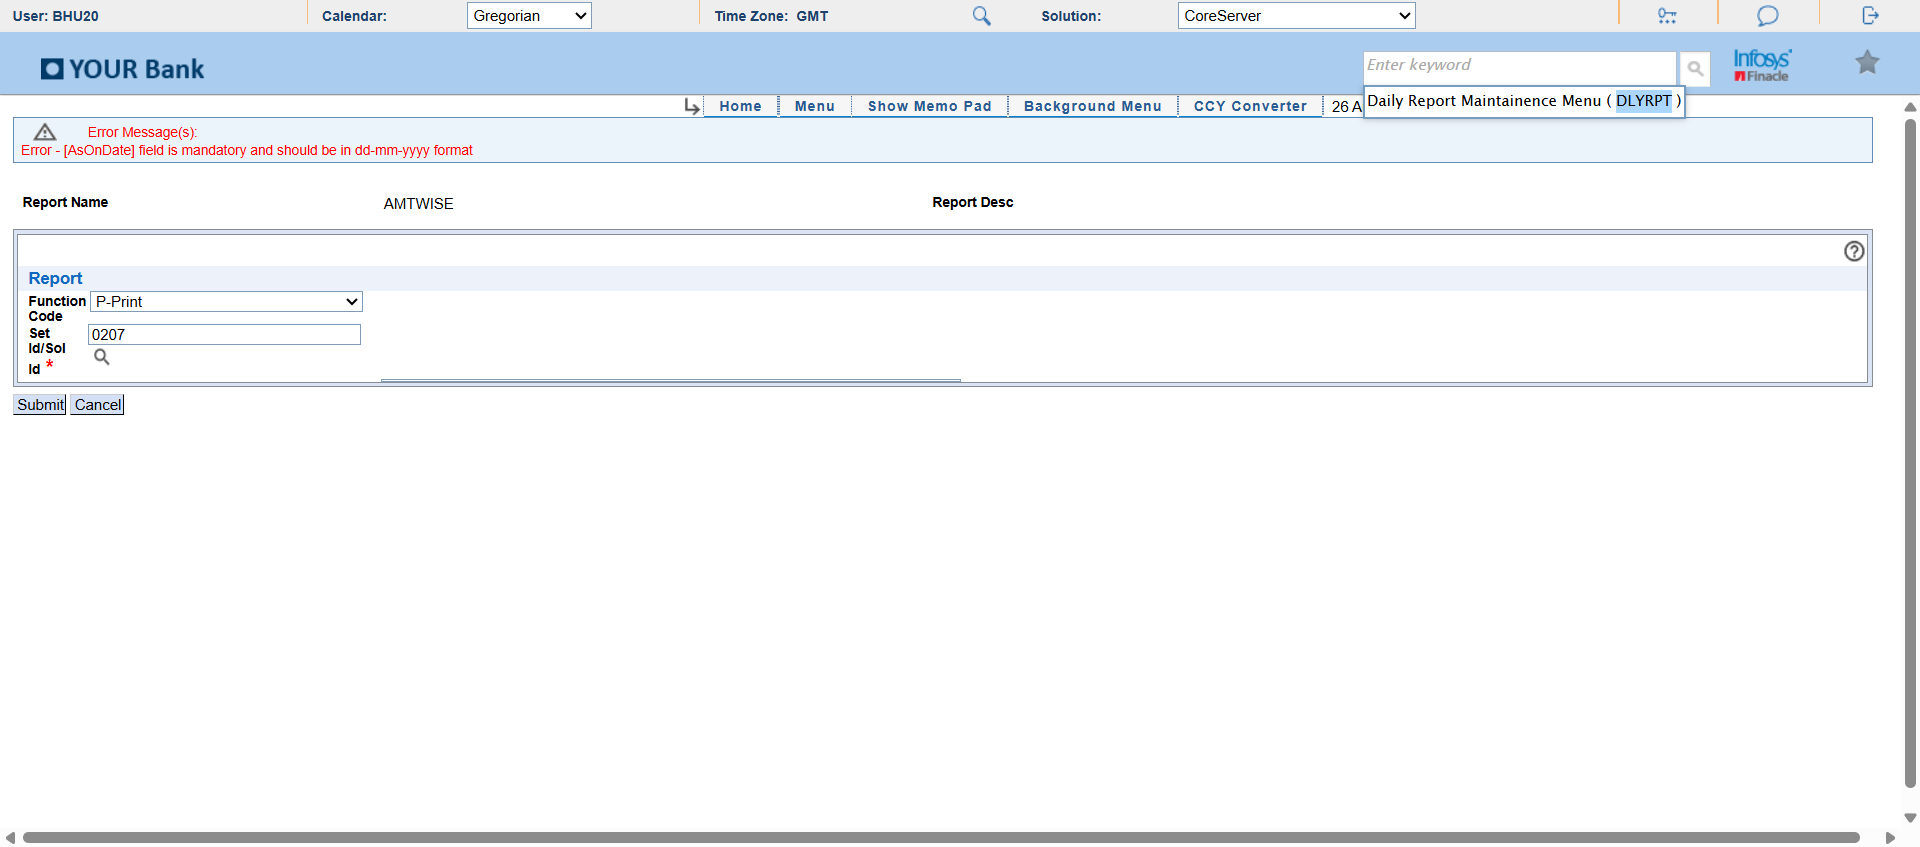 User: BHU20 Calendar: Gregorian Time Zone: GMT Solution: CoreServer
YOUR Bank Enter keyword Infosys Finacle
Home Menu Show Memo Pad Background Menu CCY Converter 26 A Daily Report Maintainence Menu ( DLYRPT )
Error Message(s):
Error - [AsOnDate] field is mandatory and should be in dd-mm-yyyy format
Report Name AMTWISE Report Desc
Report
Function Code P-Print
Set Id/Sol Id * 0207
Submit Cancel